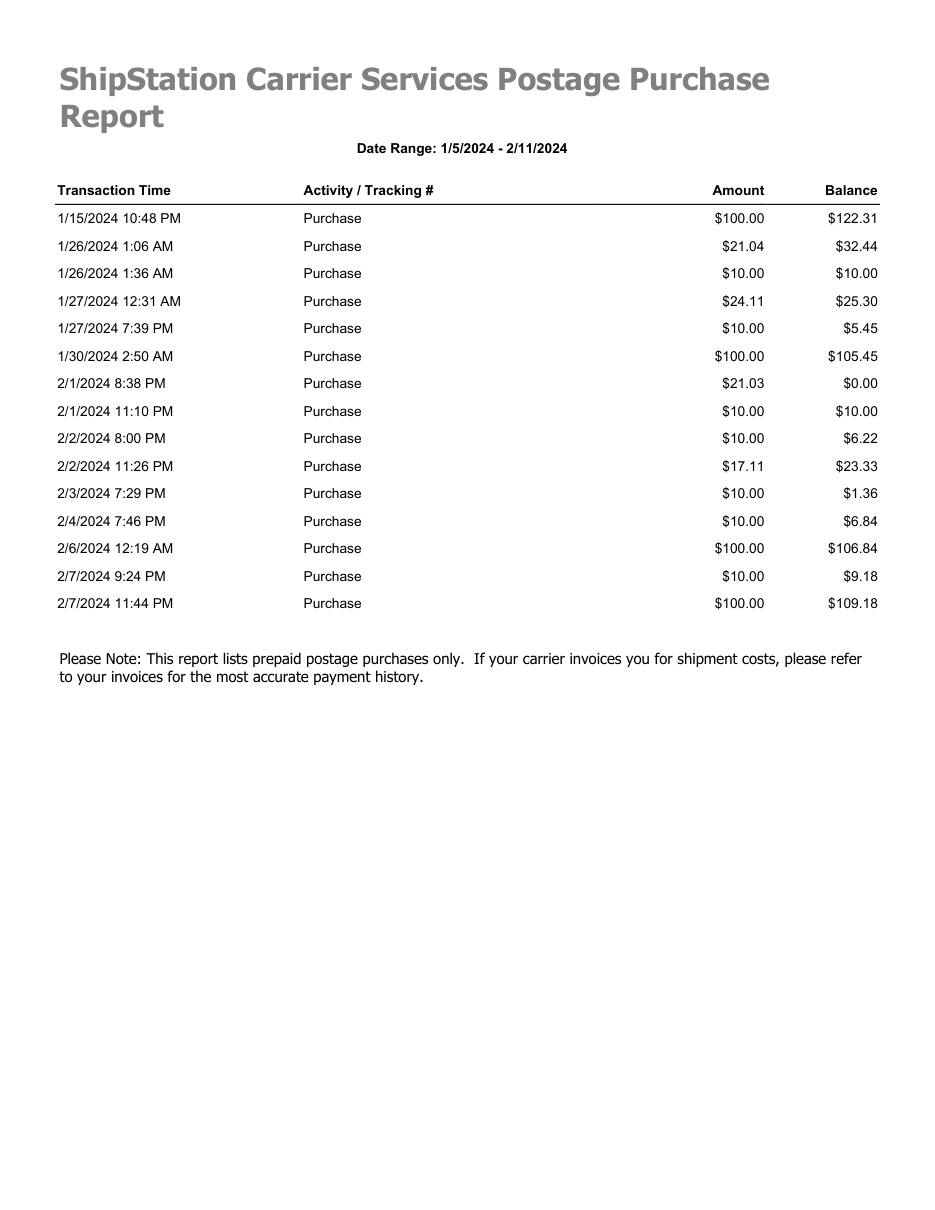 ShipStation Carrier Services Postage Purchase
Report
Date Range: 1/5/2024 - 2/11/2024
Transaction Time Activity / Tracking # Amount Balance
1/15/2024 10:48 PM Purchase $100.00 $122.31
1/26/2024 1:06 AM Purchase $21.04 $32.44
1/26/2024 1:36 AM Purchase $10.00 $10.00
1/27/2024 12:31 AM Purchase $24.11 $25.30
1/27/2024 7:39 PM Purchase $10.00 $5.45
1/30/2024 2:50 AM Purchase $100.00 $105.45
2/1/2024 8:38 PM Purchase $21.03 $0.00
2/1/2024 11:10 PM Purchase $10.00 $10.00
2/2/2024 8:00 PM Purchase $10.00 $6.22
2/2/2024 11:26 PM Purchase $17.11 $23.33
2/3/2024 7:29 PM Purchase $10.00 $1.36
2/4/2024 7:46 PM Purchase $10.00 $6.84
2/6/2024 12:19 AM Purchase $100.00 $106.84
2/7/2024 9:24 PM Purchase $10.00 $9.18
2/7/2024 11:44 PM Purchase $100.00 $109.18
Please Note: This report lists prepaid postage purchases only.  If your carrier invoices you for shipment costs, please refer
to your invoices for the most accurate payment history.